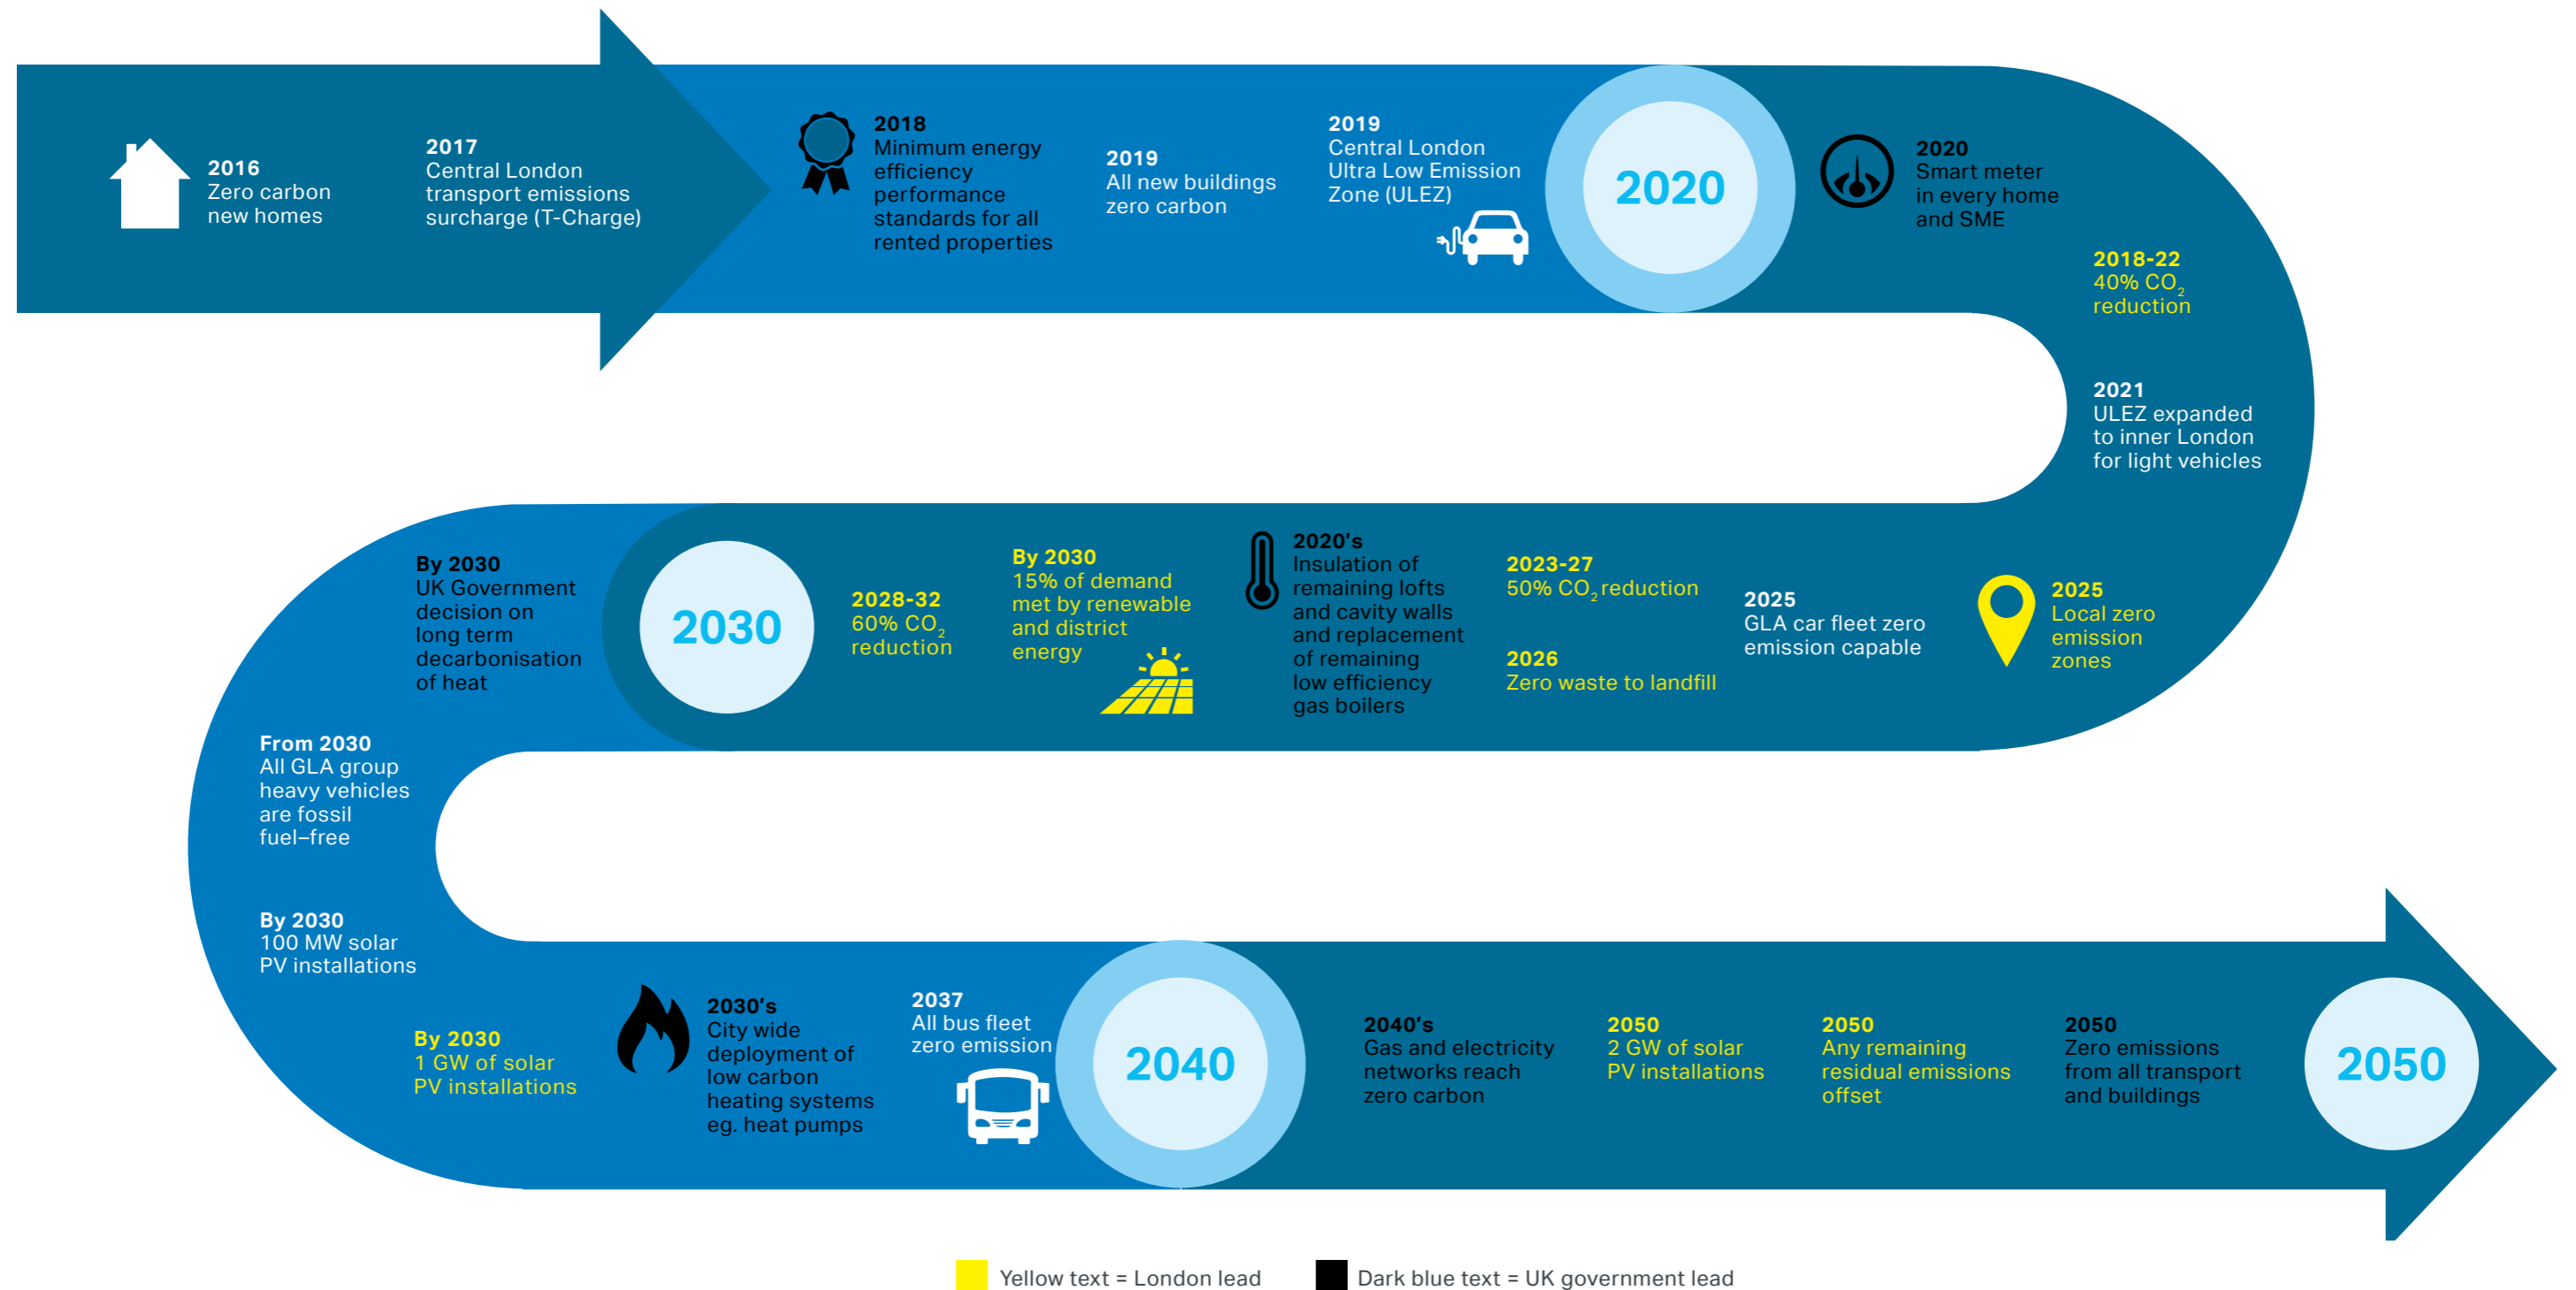 2016
Zero carbon
new homes
2017
Central London
transport emissions
surcharge (T-Charge)
2018
Minimum energy
efficiency
performance
standards for all
rented properties
2019
All new buildings
zero carbon
2019
Central London
Ultra Low Emission
Zone (ULEZ)
2020
2020
Smart meter
in every home
and SME
2018-22
40% CO₂
reduction
2021
ULEZ expanded
to inner London
for light vehicles
2025
Local zero
emission
zones
2025
GLA car fleet zero
emission capable
2023-27
50% CO₂ reduction
2026
Zero waste to landfill
2020's
Insulation of
remaining lofts
and cavity walls
and replacement
of remaining
low efficiency
gas boilers
By 2030
15% of demand
met by renewable
and district
energy
2028-32
60% CO₂
reduction
2030
By 2030
UK Government
decision on
long term
decarbonisation
of heat
From 2030
All GLA group
heavy vehicles
are fossil
fuel–free
By 2030
100 MW solar
PV installations
By 2030
1 GW of solar
PV installations
2030's
City wide
deployment of
low carbon
heating systems
eg. heat pumps
2037
All bus fleet
zero emission
2040
2040's
Gas and electricity
networks reach
zero carbon
2050
2 GW of solar
PV installations
2050
Any remaining
residual emissions
offset
2050
Zero emissions
from all transport
and buildings
2050
Yellow text = London lead
Dark blue text = UK government lead